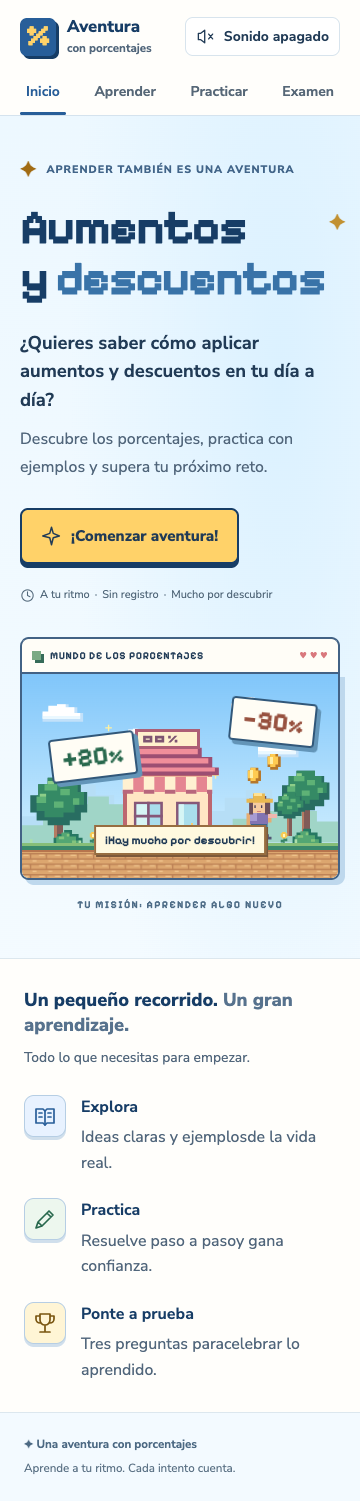 Aventura
con porcentajes
Sonido apagado
Inicio
Aprender
Practicar
Examen
APRENDER TAMBIÉN ES UNA AVENTURA
Aumentos
y descuentos
¿Quieres saber cómo aplicar
aumentos y descuentos en tu día a
día?
Descubre los porcentajes, practica con
ejemplos y supera tu próximo reto.
¡Comenzar aventura!
A tu ritmo · Sin registro · Mucho por descubrir
MUNDO DE LOS PORCENTAJES
+20%
-30%
¡Hay mucho por descubrir!
TU MISIÓN: APRENDER ALGO NUEVO
Un pequeño recorrido. Un gran
aprendizaje.
Todo lo que necesitas para empezar.
Explora
Ideas claras y ejemplosde la vida
real.
Practica
Resuelve paso a pasoy gana
confianza.
Ponte a prueba
Tres preguntas paracelebrar lo
aprendido.
Una aventura con porcentajes
Aprende a tu ritmo. Cada intento cuenta.